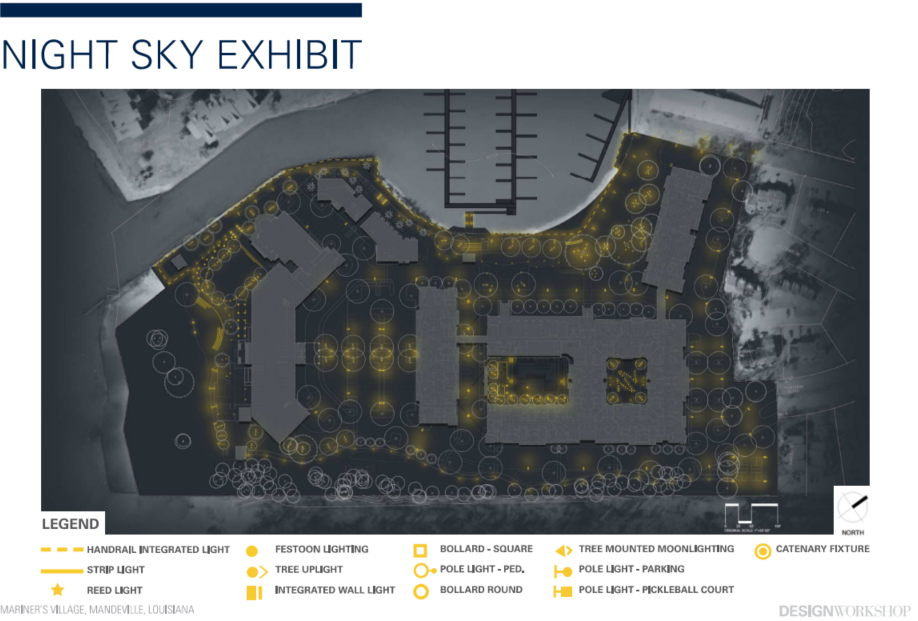 NIGHT SKY EXHIBIT
NORTH
LEGEND
HANDRAIL INTEGRATED LIGHT
STRIP LIGHT
REED LIGHT
FESTOON LIGHTING
TREE UPLIGHT
INTEGRATED WALL LIGHT
BOLLARD - SQUARE
POLE LIGHT - PED.
BOLLARD ROUND
TREE MOUNTED MOONLIGHTING
POLE LIGHT - PARKING
POLE LIGHT - PICKLEBALL COURT
CATENARY FIXTURE
MARINER'S VILLAGE, MANDEVILLE, LOUISIANA
DESIGNWORKSHOP